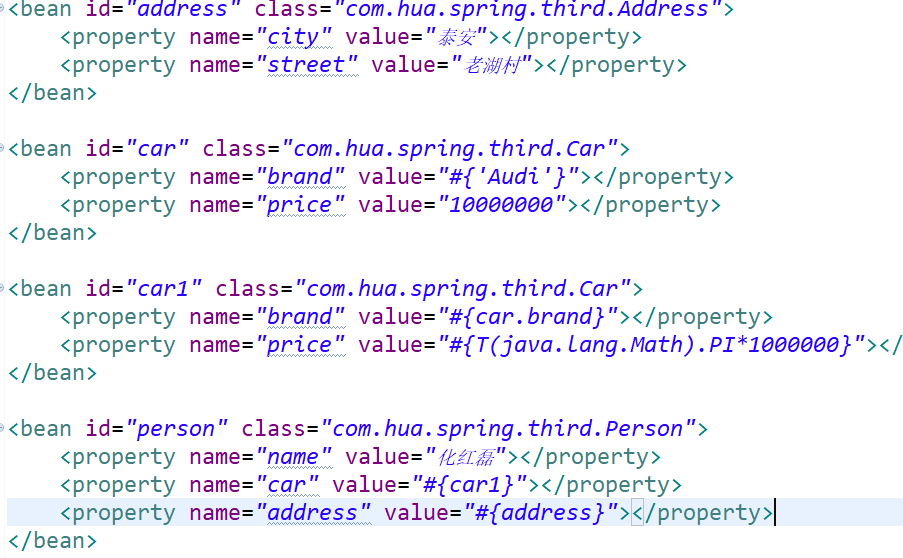 <bean id="address" class="com.hua.spring.third.Address">
    <property name="city" value="泰安"></property>
    <property name="street" value="老湖村"></property>
</bean>

<bean id="car" class="com.hua.spring.third.Car">
    <property name="brand" value="#{'Audi'}"></property>
    <property name="price" value="10000000"></property>
</bean>

<bean id="car1" class="com.hua.spring.third.Car">
    <property name="brand" value="#{car.brand}"></property>
    <property name="price" value="#{T(java.lang.Math).PI*1000000}"></
</bean>

<bean id="person" class="com.hua.spring.third.Person">
    <property name="name" value="化红磊"></property>
    <property name="car" value="#{car1}"></property>
    <property name="address" value="#{address}"></property>
</bean>